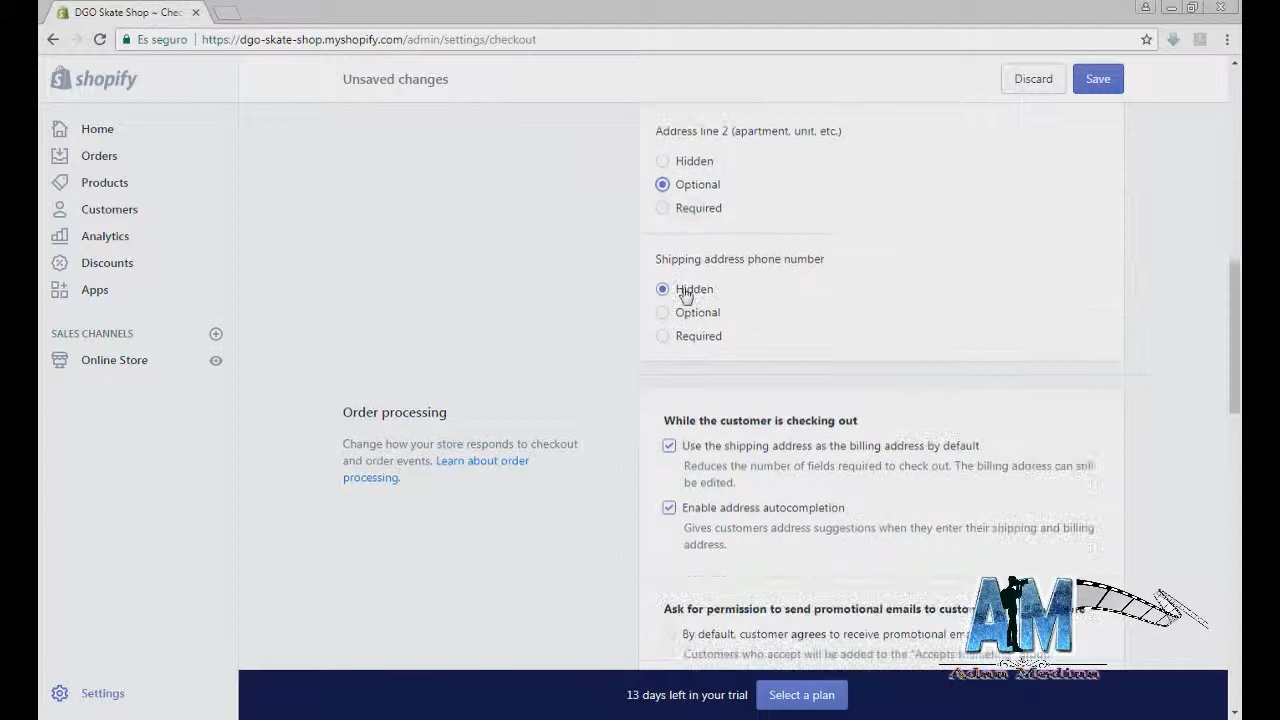 DGO Skate Shop ~ Chec
Es seguro
https://dgo-skate-shop.myshopify.com/admin/settings/checkout
shopify
Unsaved changes
Discard
Save
Home
Orders
Products
Customers
Analytics
Discounts
Apps
SALES CHANNELS
Online Store
Settings
Address line 2 (apartment, unit, etc.)
Hidden
Optional
Required
Shipping address phone number
Hidden
Optional
Required
Order processing
Change how your store responds to checkout
and order events. Learn about order
processing.
While the customer is checking out
Use the shipping address as the billing address by default
Reduces the number of fields required to check out. The billing address can still
be edited.
Enable address autocompletion
Gives customers address suggestions when they enter their shipping and billing
address.
Ask for permission to send promotional emails to
By default, customer agrees to receive promotional
Customers who accept will be added to the "Accepts
AM
Adan Medina
13 days left in your trial
Select a plan